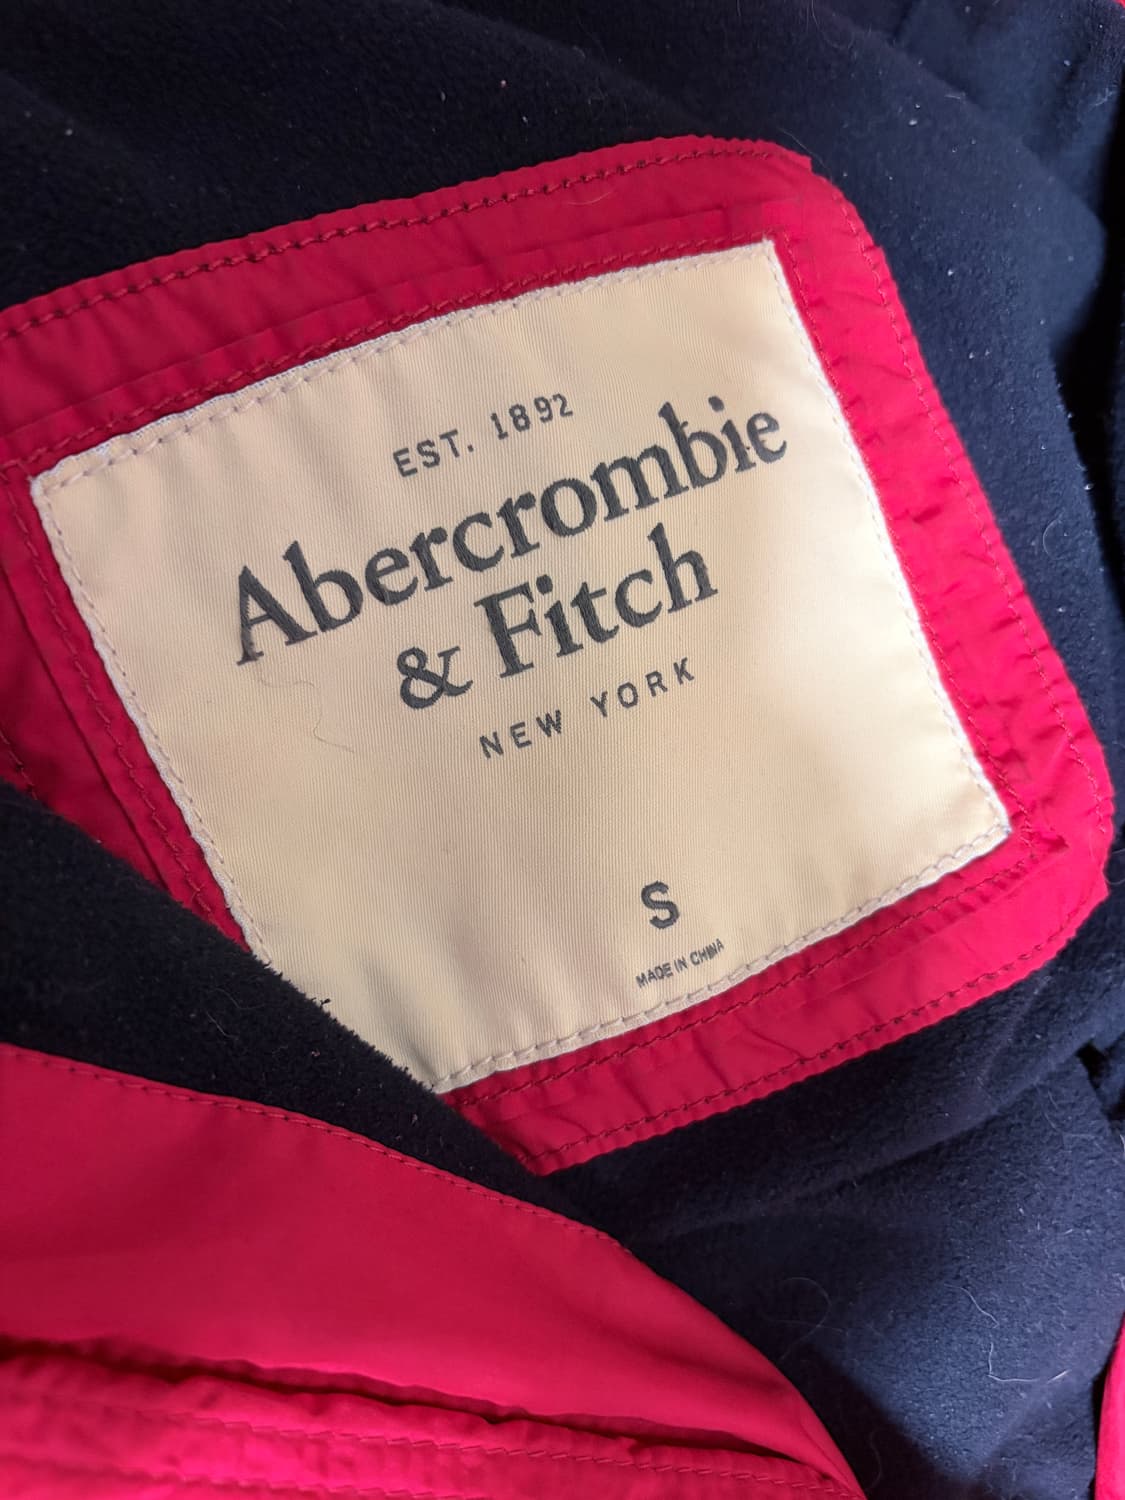 EST. 1892
Abercrombie
& Fitch
NEW YORK
S
MADE IN CHINA